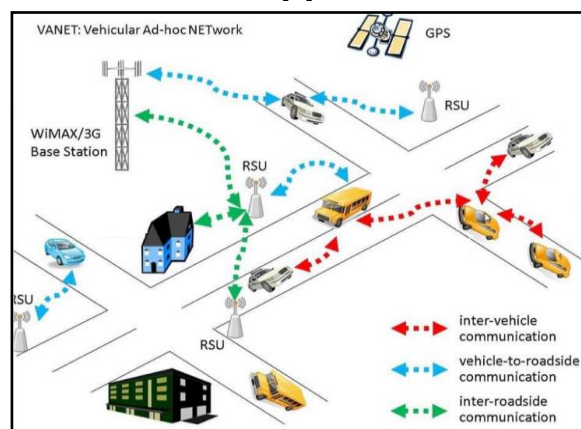 VANET: Vehicular Ad-hoc NETwork
GPS
RSU
WiMAX/3G
Base Station
RSU
RSU
RSU
inter-vehicle
communication
vehicle-to-roadside
communication
inter-roadside
communication